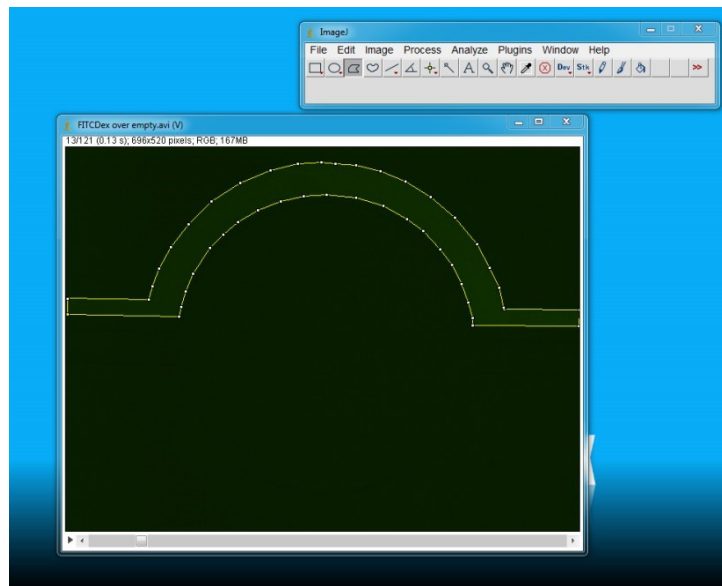 ImageJ
File Edit Image Process Analyze Plugins Window Help
A Dev Stk >>
FITCDex over empty.avi (V)
13/121 (0.13 s); 696x520 pixels; RGB; 167MB